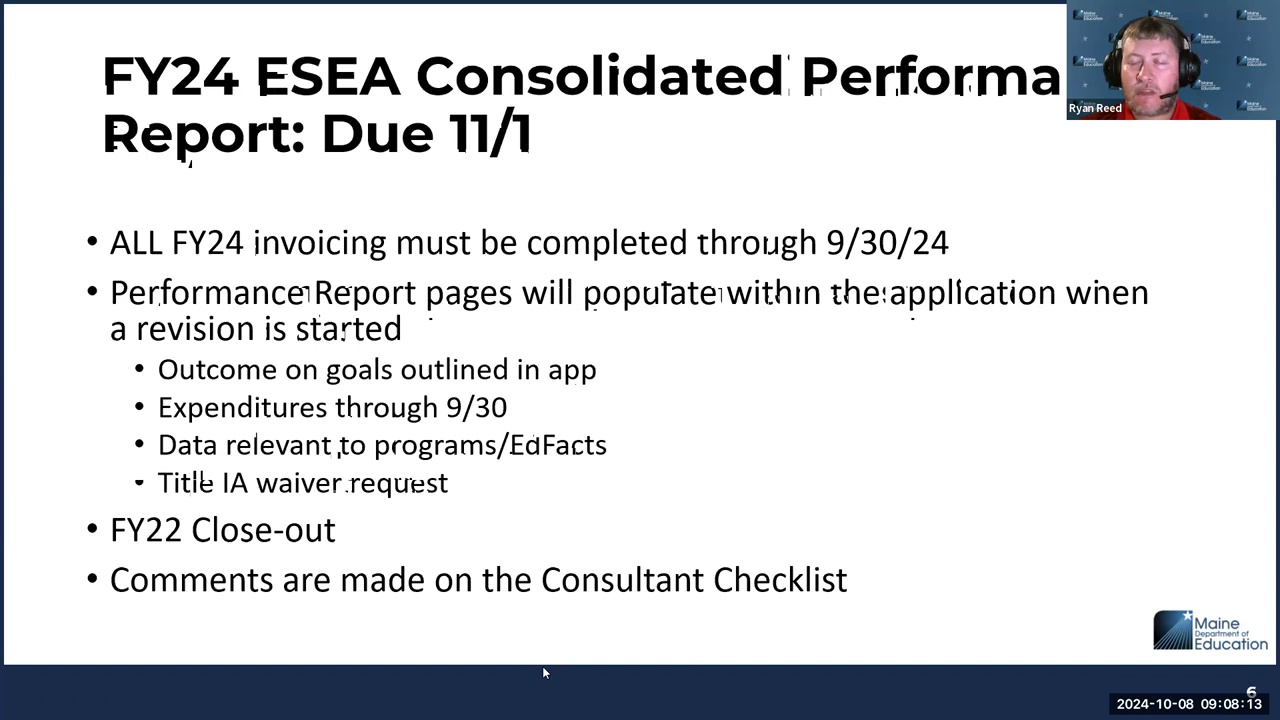 FY24 ESEA Consolidated Performa
Report: Due 11/1
• ALL FY24 invoicing must be completed through 9/30/24
• Performance Report pages will populate within the application when
a revision is started
• Outcome on goals outlined in app
• Expenditures through 9/30
• Data relevant to programs/EdFacts
• Title IA waiver request
• FY22 Close-out
• Comments are made on the Consultant Checklist
Ryan Reed
Maine
Department of
Education
6
2024-10-08 09:08:13